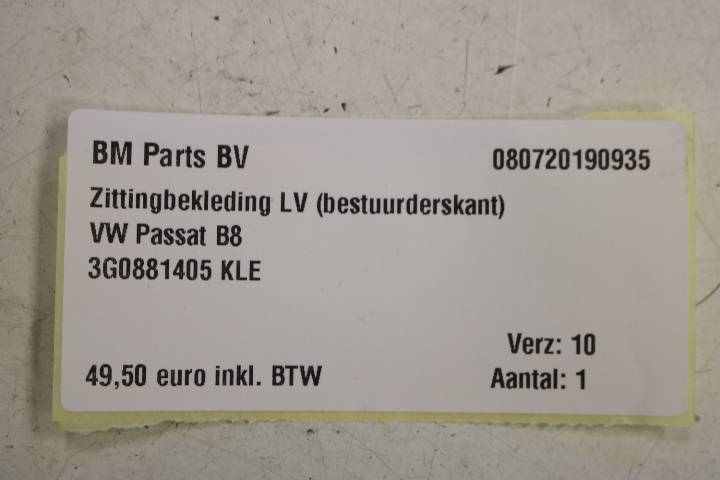 BM Parts BV 080720190935
Zittingbekleding LV (bestuurderskant)
VW Passat B8
3G0881405 KLE
Verz: 10
49,50 euro inkl. BTW Aantal: 1